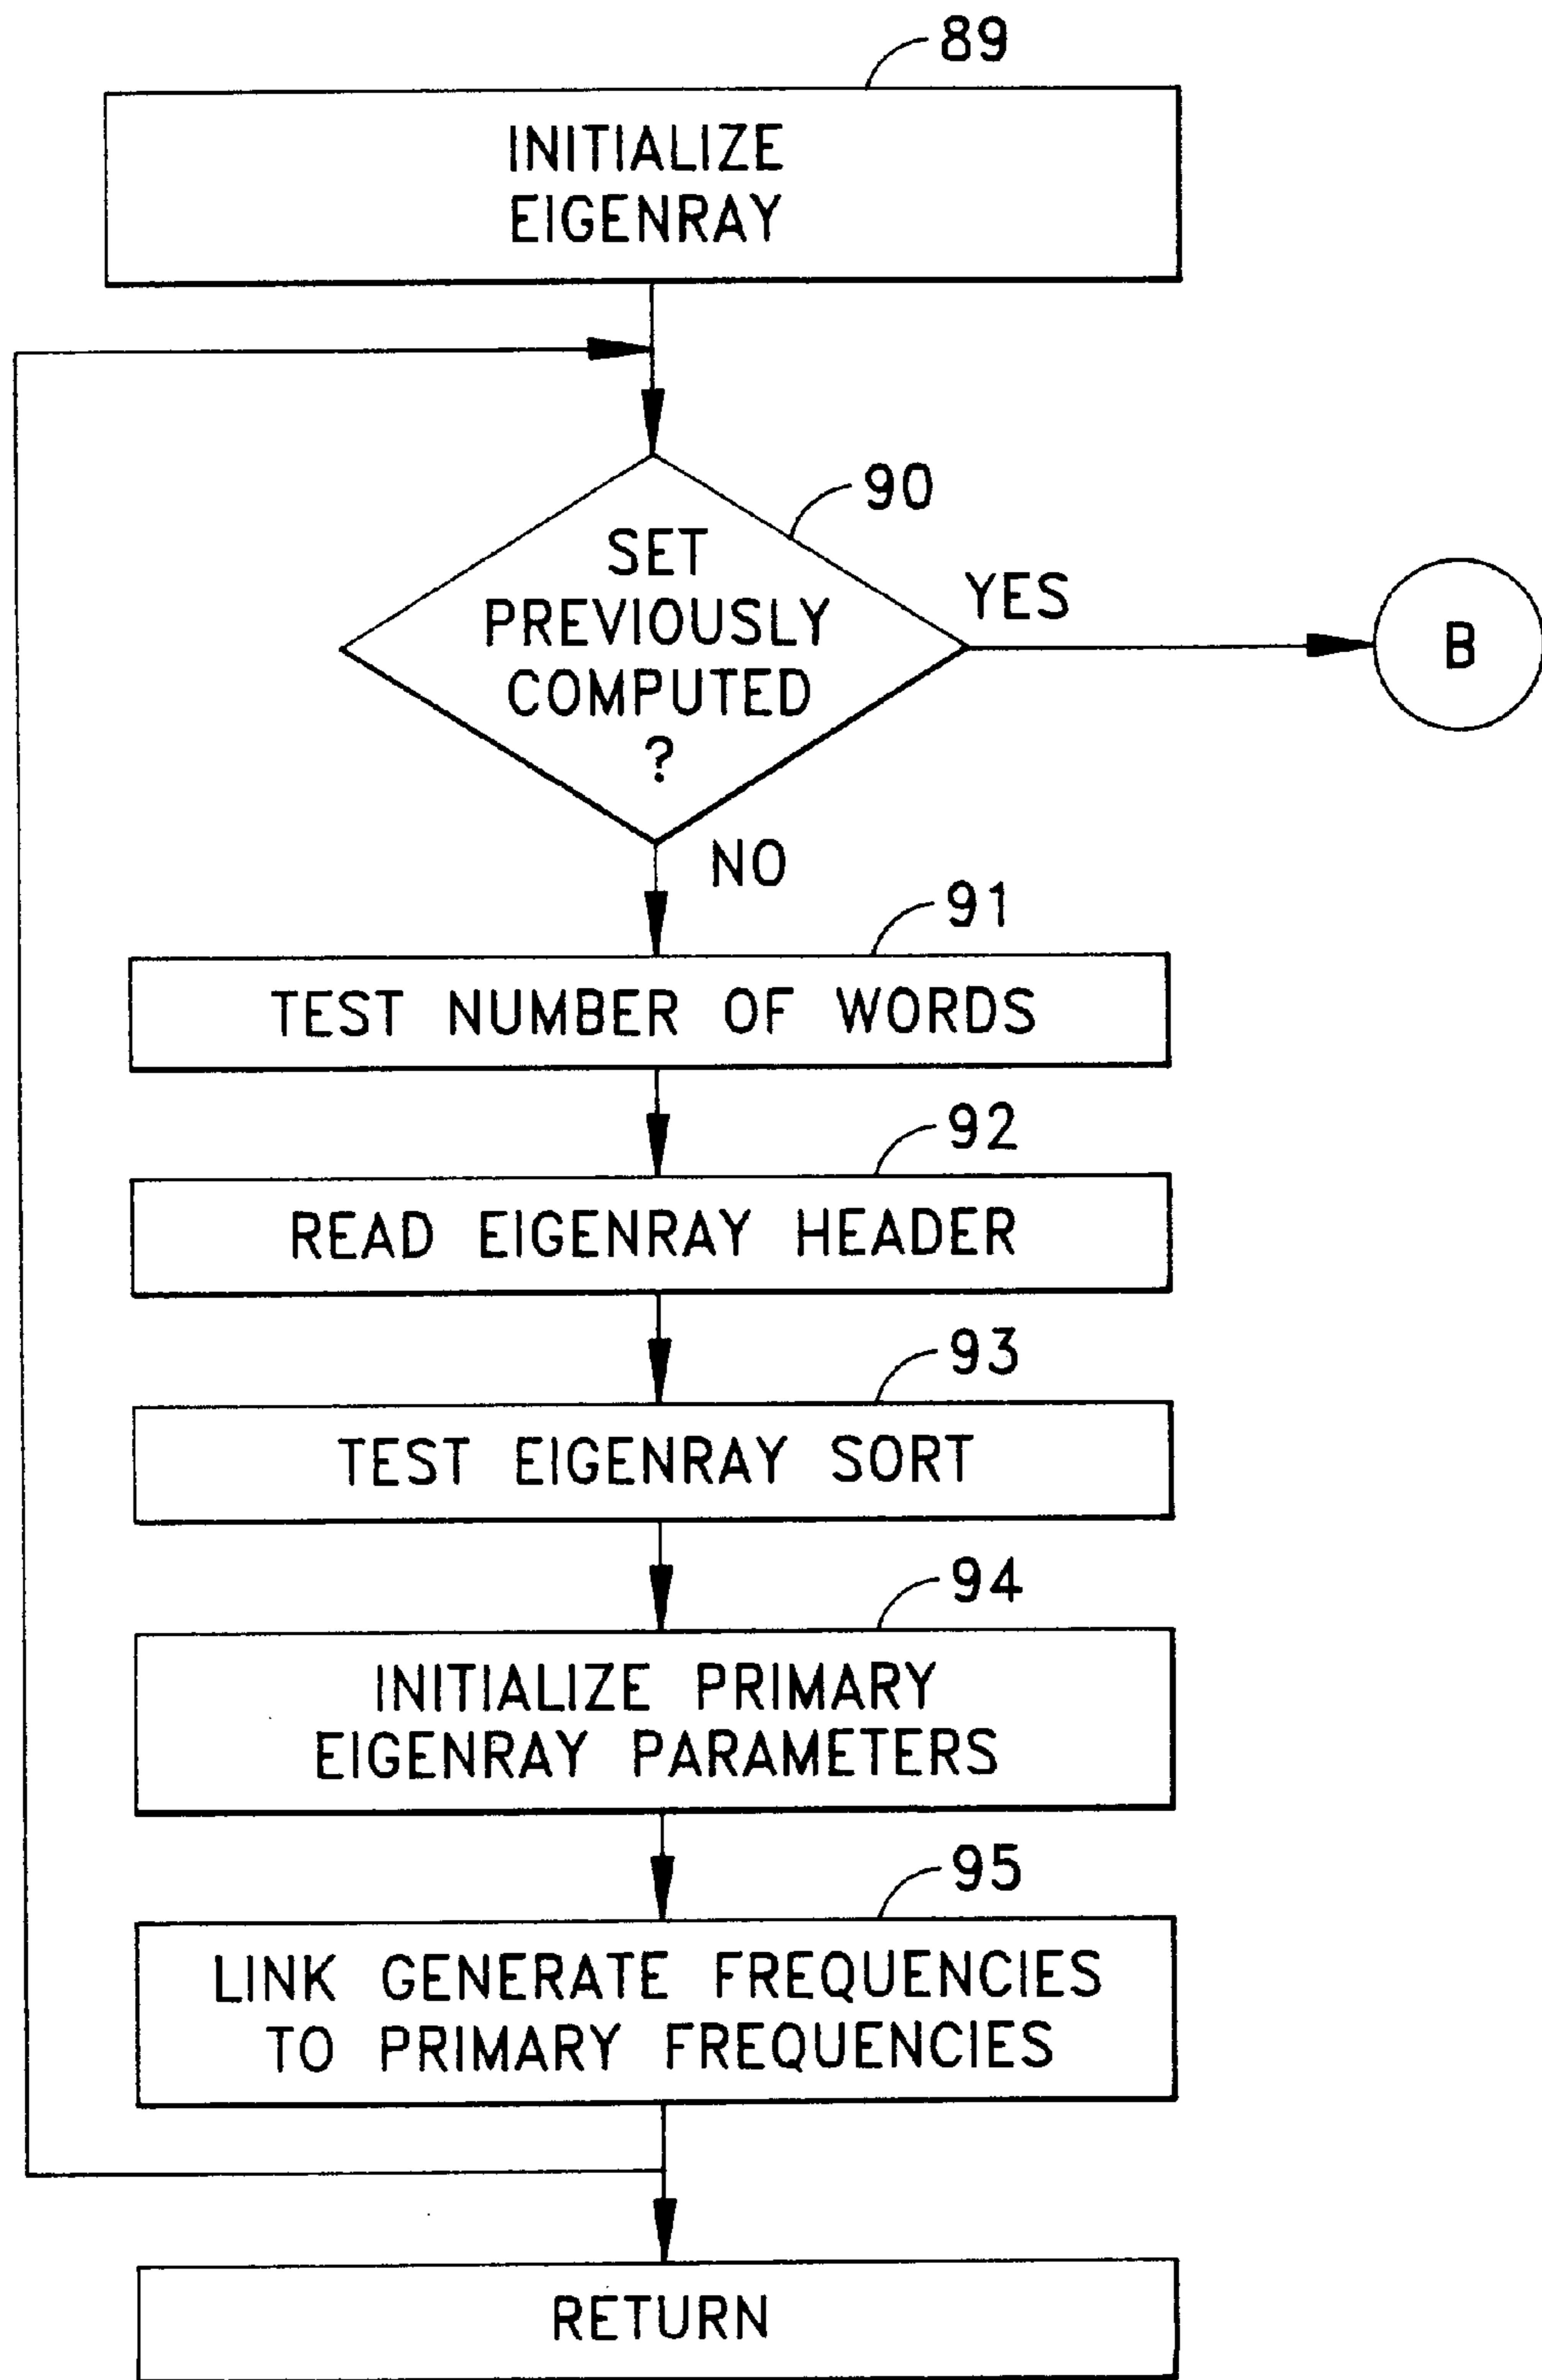 89
INITIALIZE
EIGENRAY
90
SET
PREVIOUSLY
COMPUTED
?
YES
B
NO
91
TEST NUMBER OF WORDS
92
READ EIGENRAY HEADER
93
TEST EIGENRAY SORT
94
INITIALIZE PRIMARY
EIGENRAY PARAMETERS
95
LINK GENERATE FREQUENCIES
TO PRIMARY FREQUENCIES
RETURN